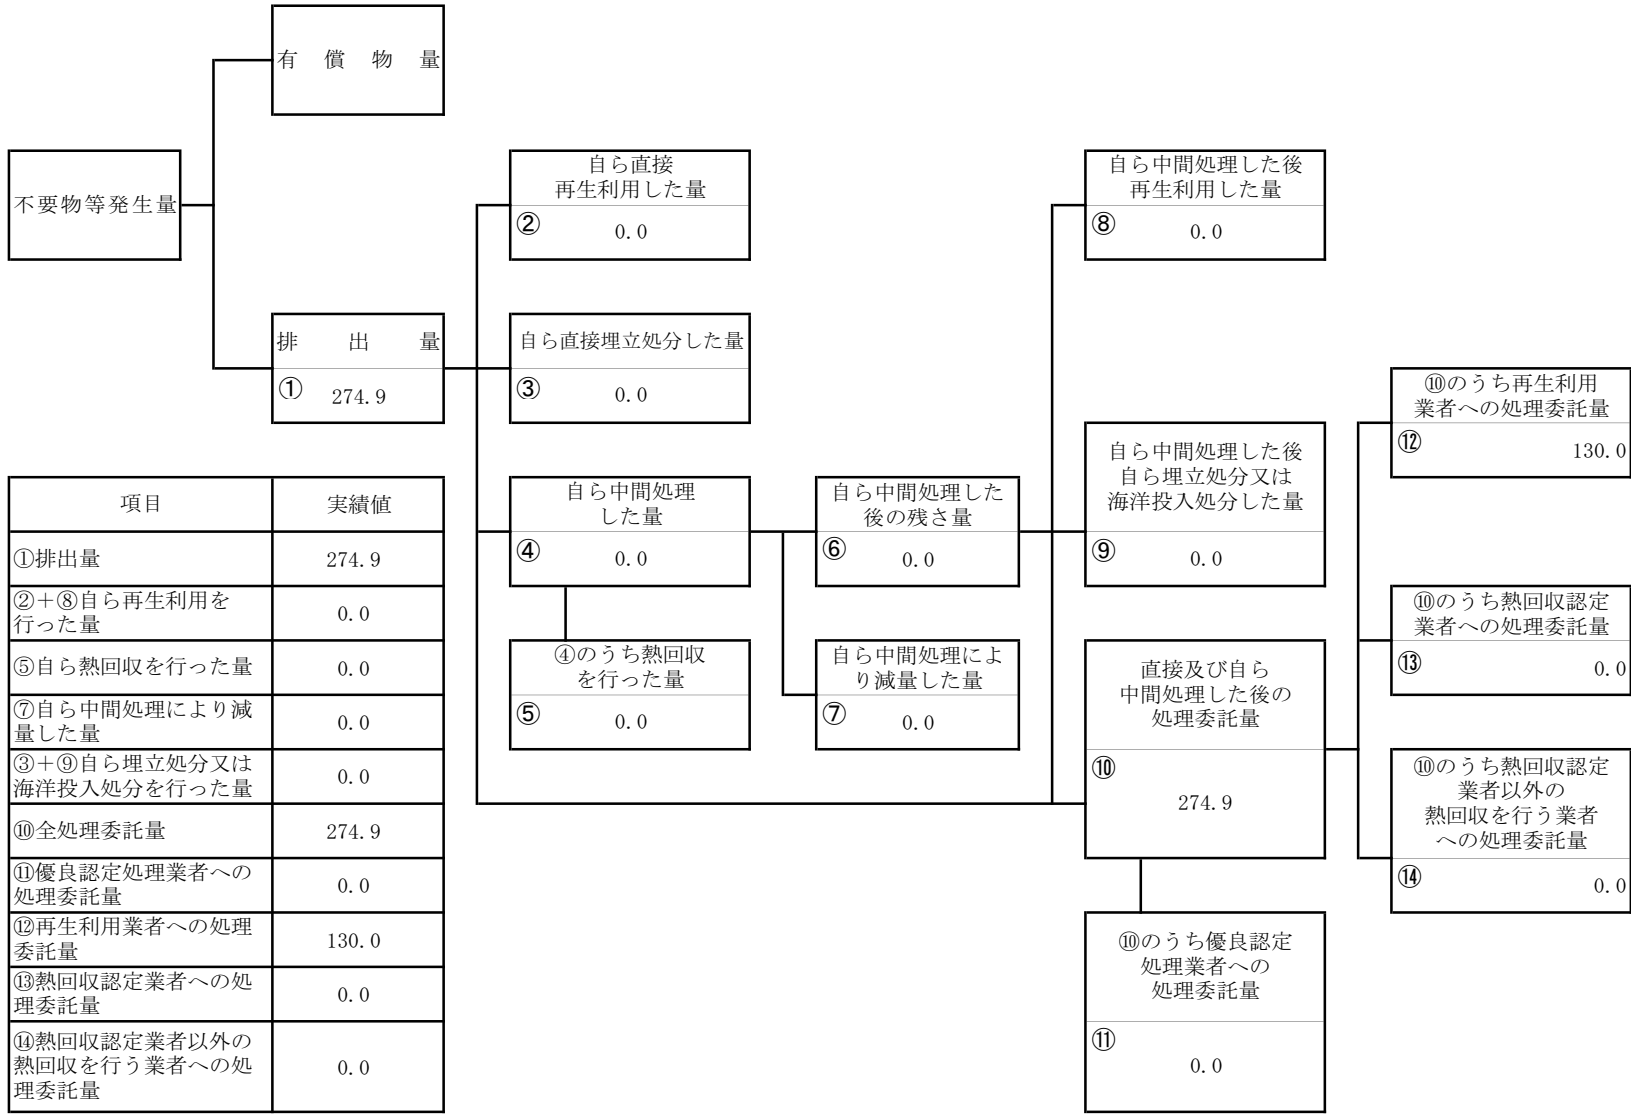 有償物量
不要物等発生量
排出量
① 274.9
自ら直接
再生利用した量
② 0.0
自ら直接埋立処分した量
③ 0.0
自ら中間処理
した量
④ 0.0
④のうち熱回収
を行った量
⑤ 0.0
自ら中間処理した
後の残さ量
⑥ 0.0
自ら中間処理によ
り減量した量
⑦ 0.0
自ら中間処理した後
再生利用した量
⑧ 0.0
自ら中間処理した後
自ら埋立処分又は
海洋投入処分した量
⑨ 0.0
直接及び自ら
中間処理した後の
処理委託量
⑩
274.9
⑩のうち優良認定
処理業者への
処理委託量
⑪
0.0
⑩のうち再生利用
業者への処理委託量
⑫ 130.0
⑩のうち熱回収認定
業者への処理委託量
⑬ 0.0
⑩のうち熱回収認定
業者以外の
熱回収を行う業者
への処理委託量
⑭ 0.0
項目 実績値
①排出量 274.9
②+⑧自ら再生利用を
行った量 0.0
⑤自ら熱回収を行った量 0.0
⑦自ら中間処理により減
量した量 0.0
③+⑨自ら埋立処分又は
海洋投入処分を行った量 0.0
⑩全処理委託量 274.9
⑪優良認定処理業者への
処理委託量 0.0
⑫再生利用業者への処理
委託量 130.0
⑬熱回収認定業者への処
理委託量 0.0
⑭熱回収認定業者以外の
熱回収を行う業者への処
理委託量 0.0